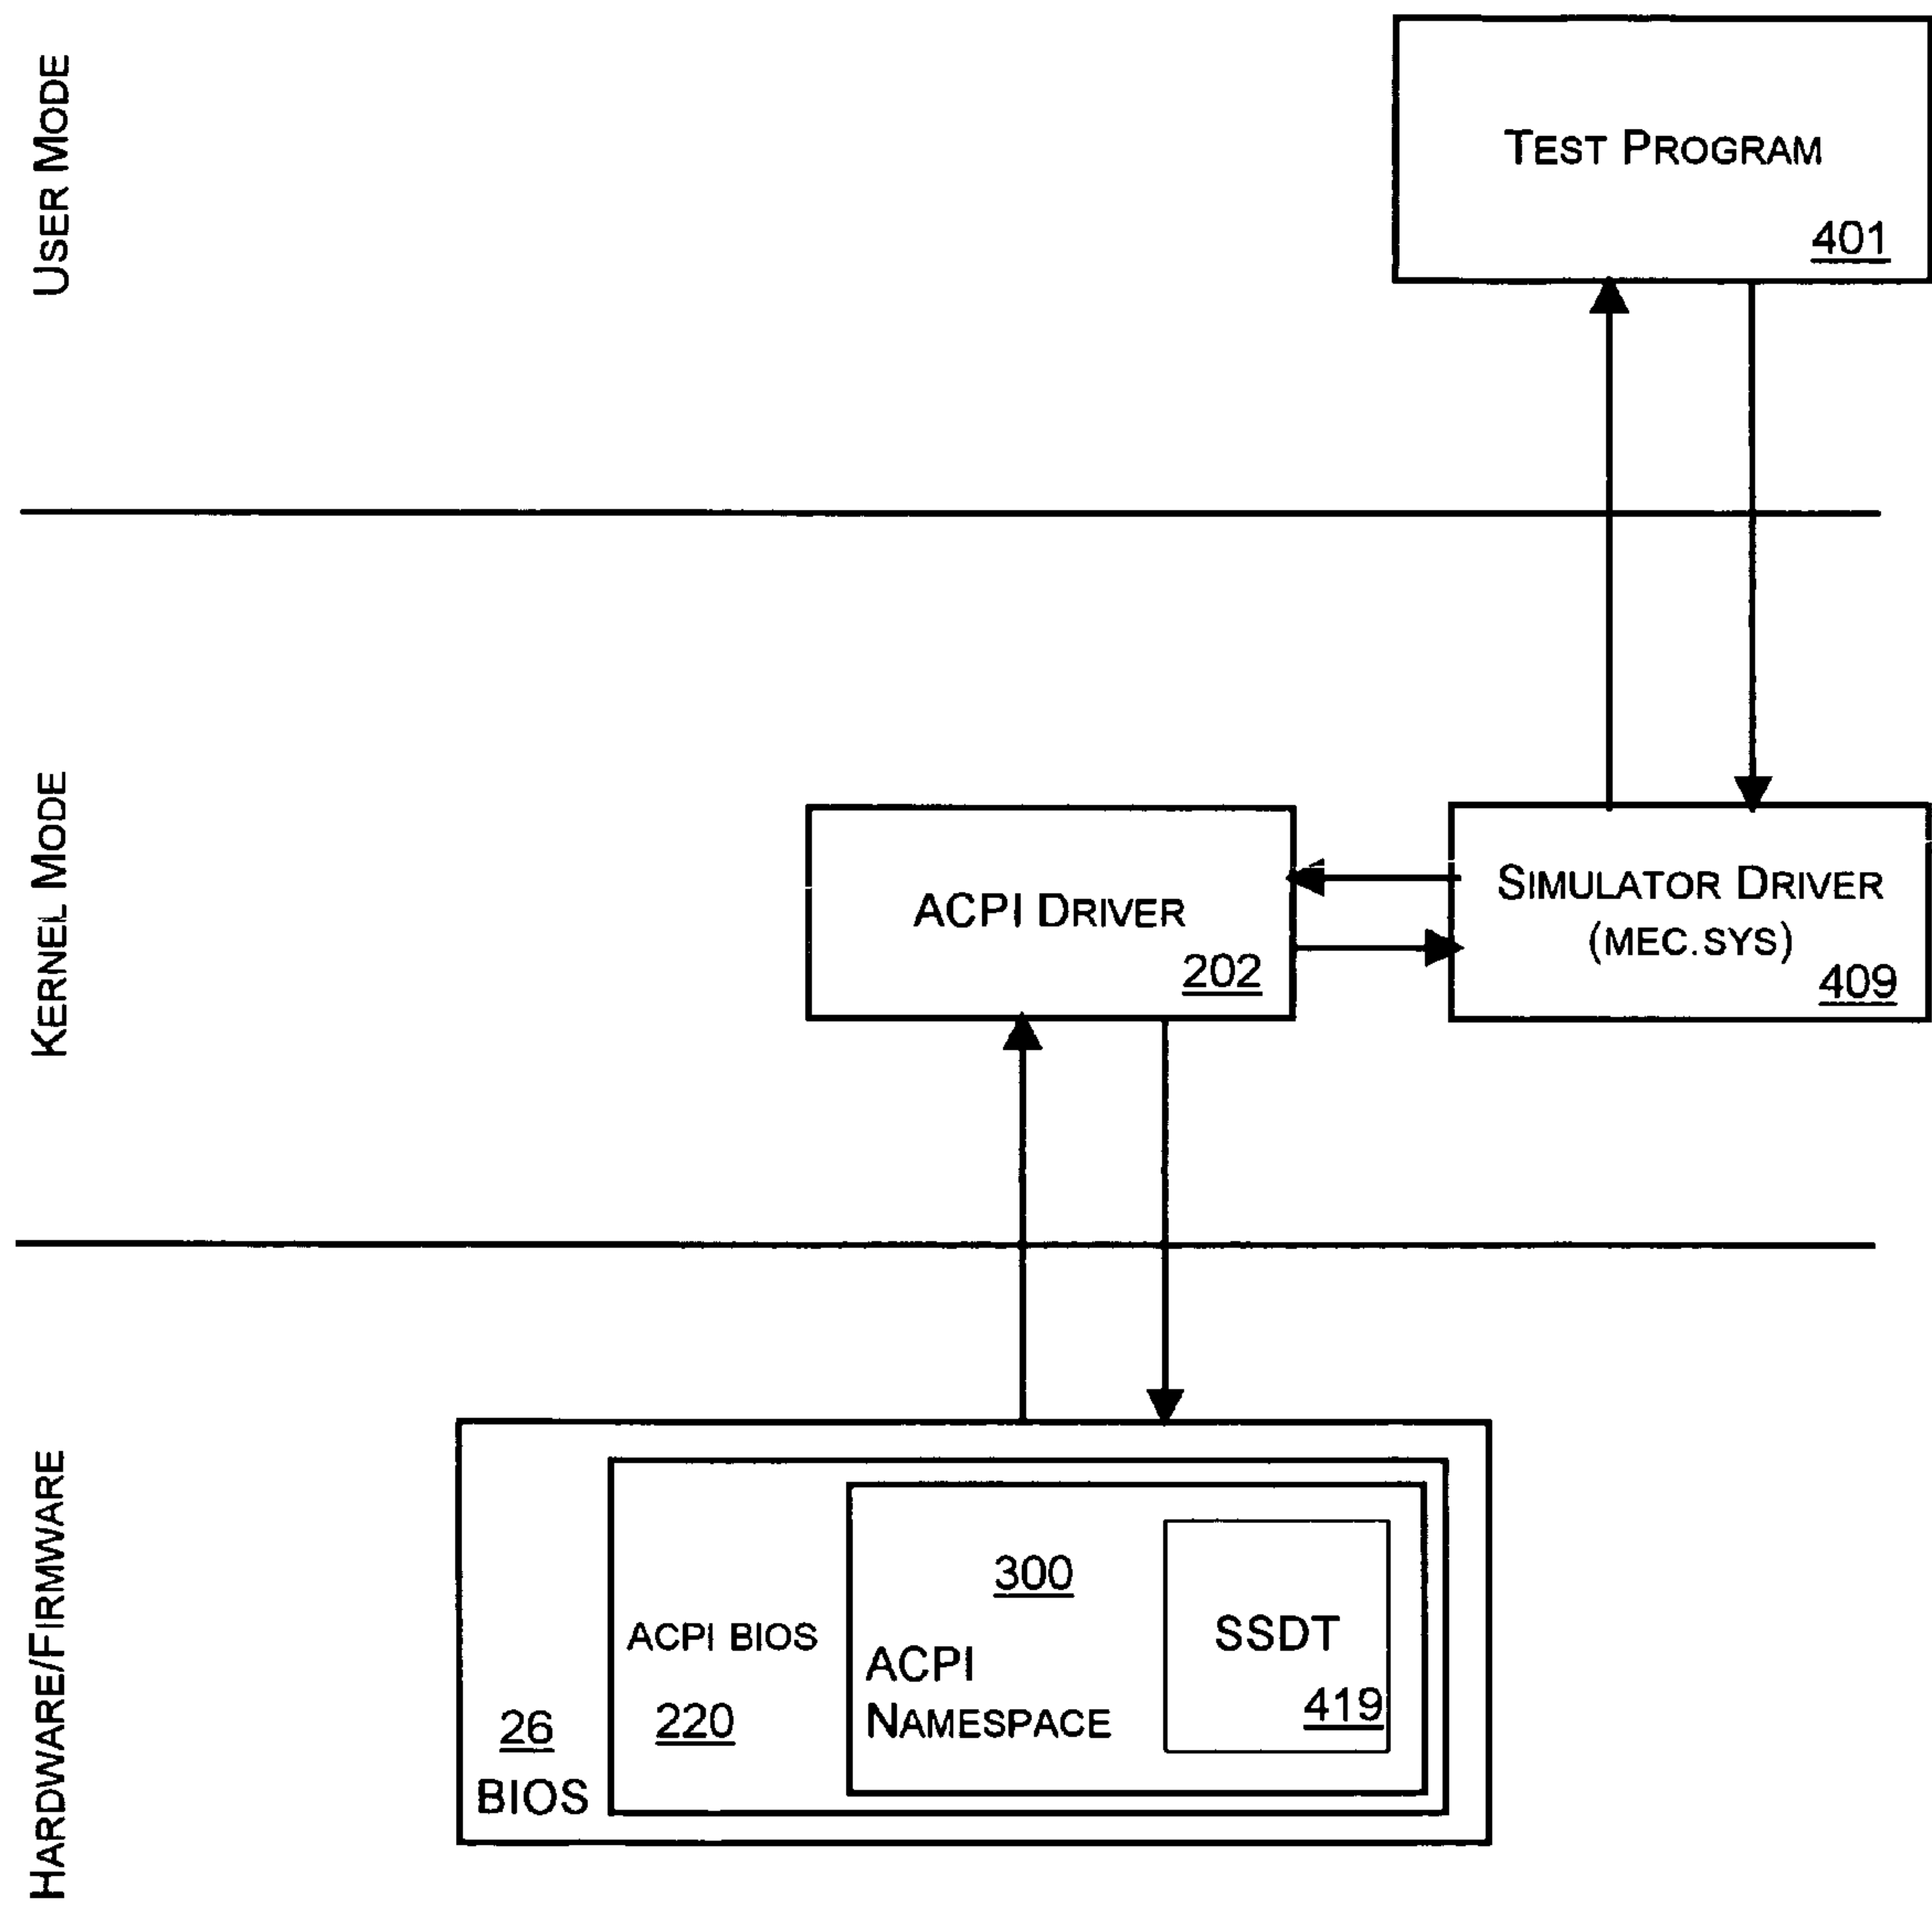 USER MODE
TEST PROGRAM
401
KERNEL MODE
ACPI DRIVER
202
SIMULATOR DRIVER
(MEC.SYS)
409
HARDWARE/FIRMWARE
26
BIOS
ACPI BIOS
220
300
ACPI
NAMESPACE
SSDT
419